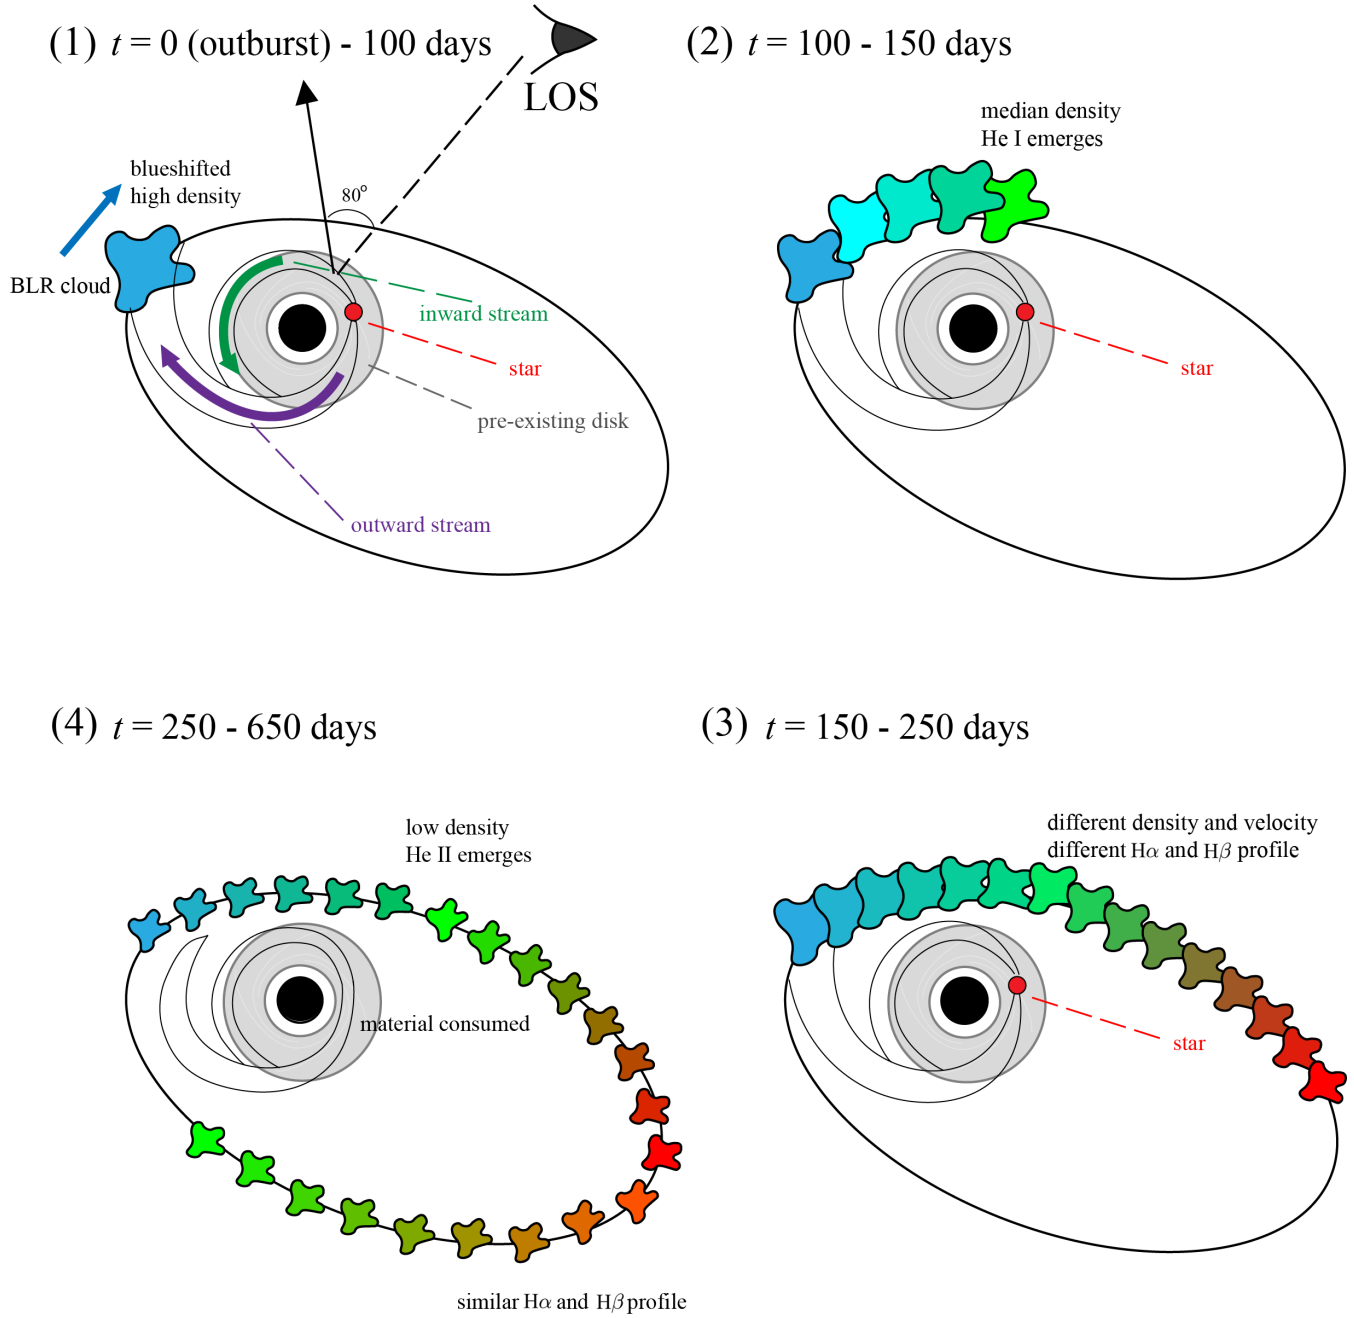 (1) t = 0 (outburst) - 100 days
LOS
blueshifted
high density
80°
BLR cloud
inward stream
star
pre-existing disk
outward stream
(2) t = 100 - 150 days
median density
He I emerges
star
(4) t = 250 - 650 days
low density
He II emerges
material consumed
similar Hα and Hβ profile
(3) t = 150 - 250 days
different density and velocity
different Hα and Hβ profile
star